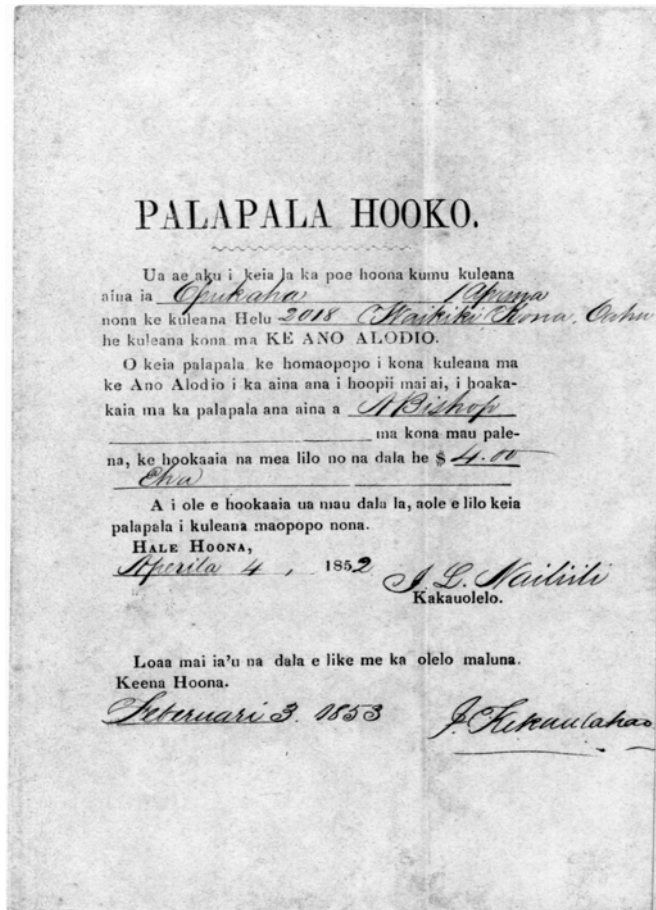 PALAPALA HOOKO.
Ua ae aku i keia la ka poe hoona kumu kuleana
aina ia Opukaha 1 Apana
nona ke kuleana Helu 2018 Waikiki Kona, Oahu
he kuleana kona ma KE ANO ALODIO.
O keia palapala ke homaopopo i kona kuleana ma
ke Ano Alodio i ka aina ana i hoopii mai ai, i hoaka-
kaia ma ka palapala ana aina a A Bishop
ma kona mau pale-
na, ke hookaaia na mea lilo no na dala he $ 4.00
Eha
A i ole e hookaaia ua mau dala la, aole e lilo keia
palapala i kuleana maopopo nona.
HALE HOONA,
Aperila 4, 1852
J. L. Nailiili
Kakauolelo.
Loaa mai ia'u na dala e like me ka olelo maluna.
Keena Hoona.
Feberuari 3. 1853
J. Kekaulahao